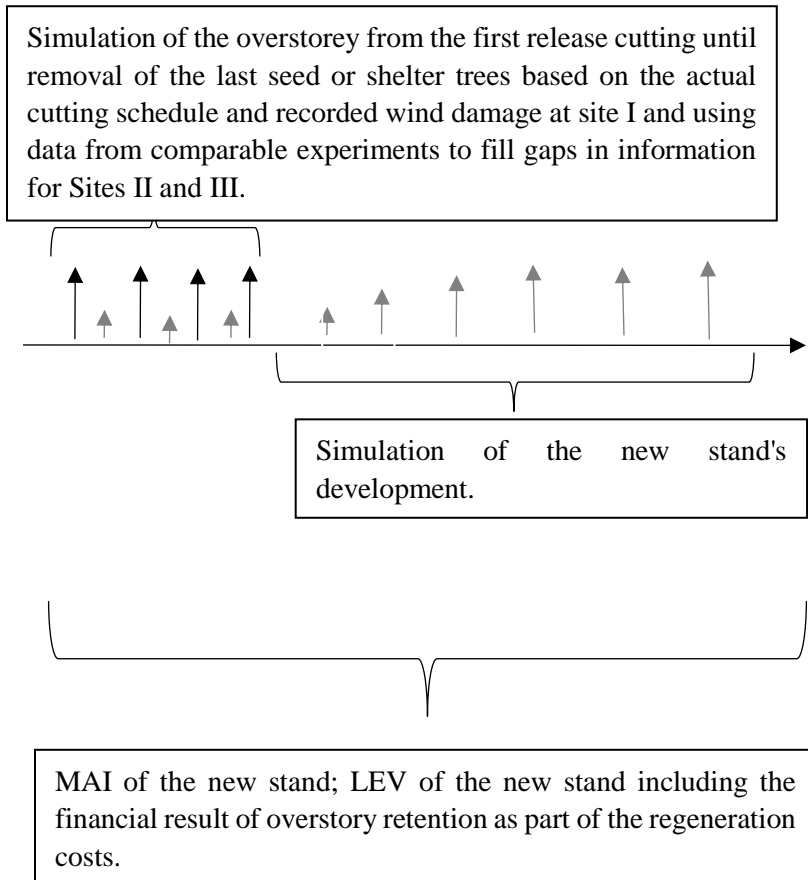 Simulation of the overstorey from the first release cutting until
removal of the last seed or shelter trees based on the actual
cutting schedule and recorded wind damage at site I and using
data from comparable experiments to fill gaps in information
for Sites II and III.
Simulation of the new stand's
development.
MAI of the new stand; LEV of the new stand including the
financial result of overstory retention as part of the regeneration
costs.